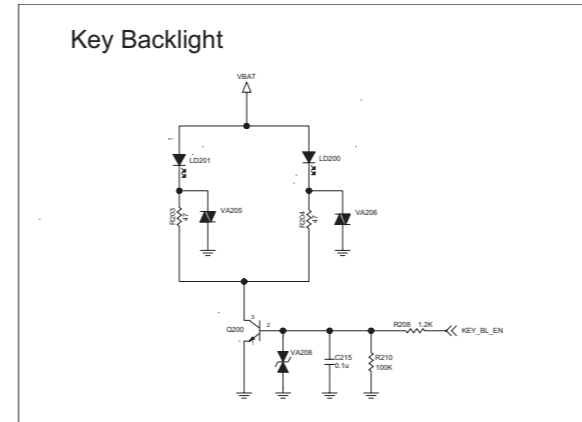 Key Backlight
VBAT
LD201
LD200
R203
47
VA205
R204
47
VA206
Q200
3
2
1
R208 1.2K
KEY_BL_EN
VA208
C215
0.1u
R210
100K